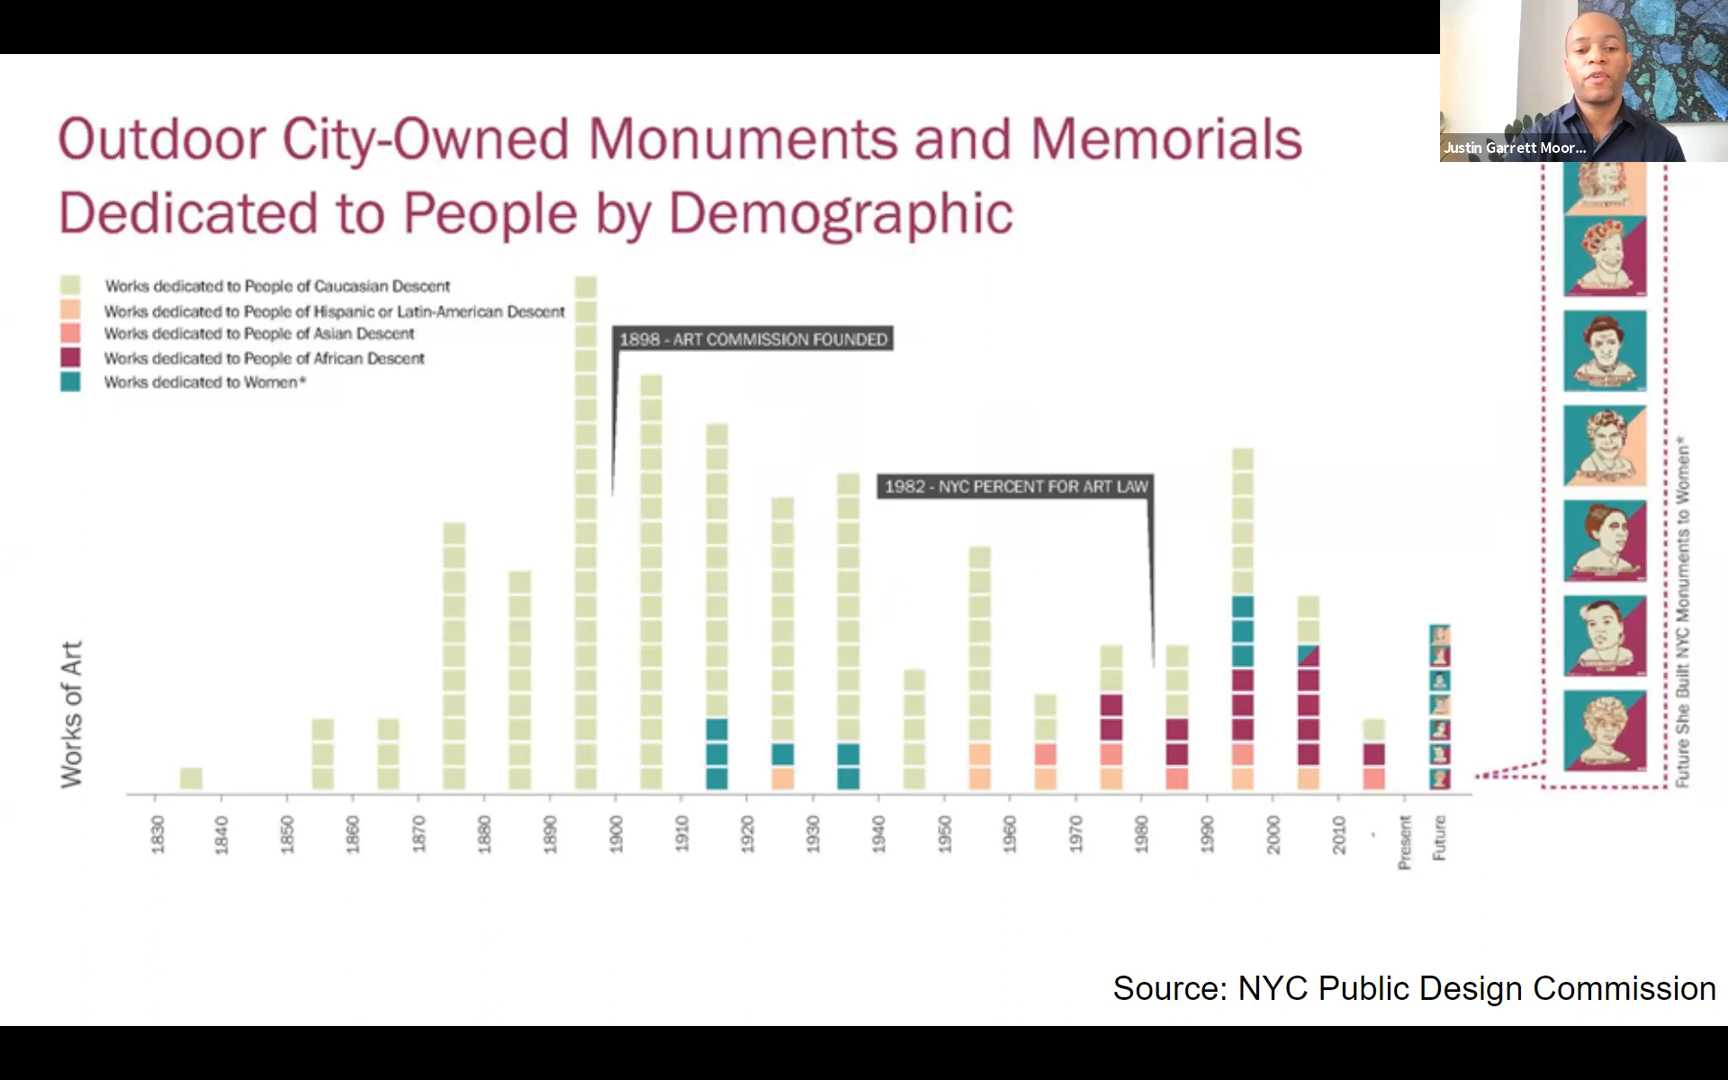 Justin Garrett Moor...
Outdoor City-Owned Monuments and Memorials
Dedicated to People by Demographic
Works dedicated to People of Caucasian Descent
Works dedicated to People of Hispanic or Latin-American Descent
Works dedicated to People of Asian Descent
Works dedicated to People of African Descent
Works dedicated to Women*
1898 - ART COMMISSION FOUNDED
1982 - NYC PERCENT FOR ART LAW
Works of Art
1830
1840
1850
1860
1870
1880
1890
1900
1910
1920
1930
1940
1950
1960
1970
1980
1990
2000
2010
-
Present
Future
Future She Built NYC Monuments to Women*
Source: NYC Public Design Commission